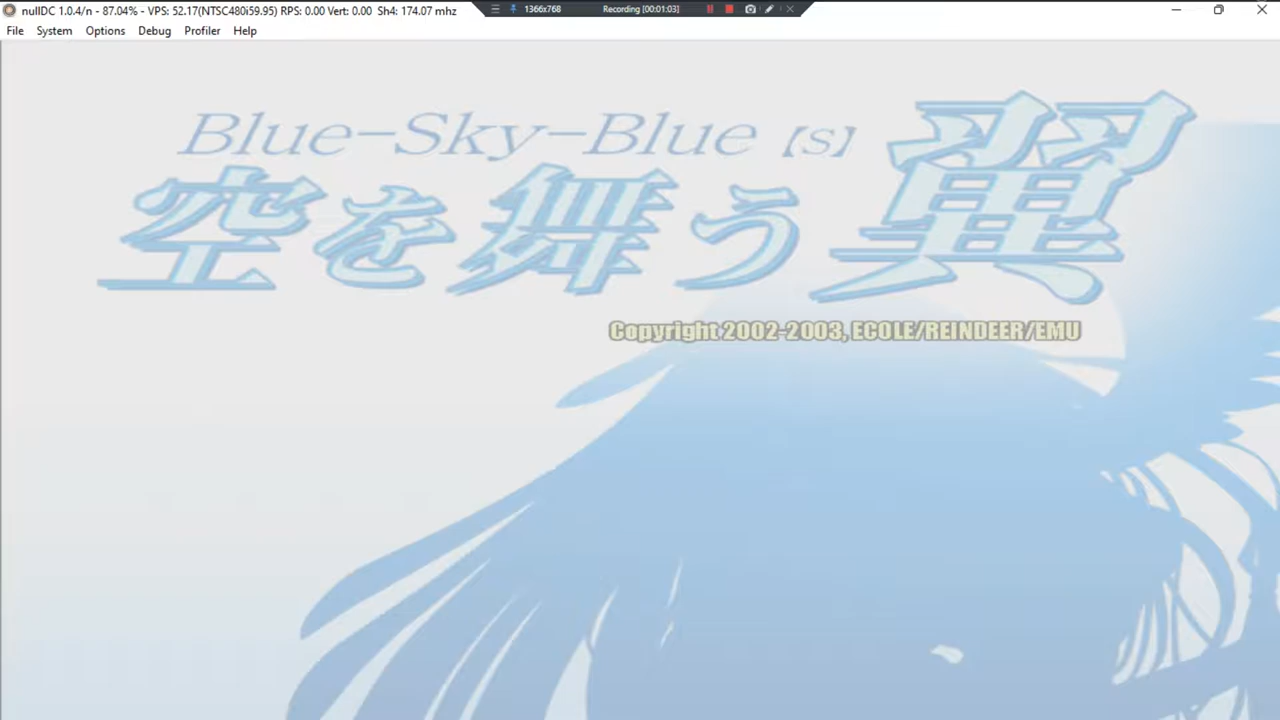 nullDC 1.0.4/n - 87.04% - VPS: 52.17(NTSC480i59.95) RPS: 0.00 Vert: 0.00 Sh4: 174.07 mhz
1366x768
Recording [00:01:03]
File System Options Debug Profiler Help
Blue-Sky-Blue【S】
空を舞う翼
Copyright 2002-2003, ECOLE/REINDEER/EMU